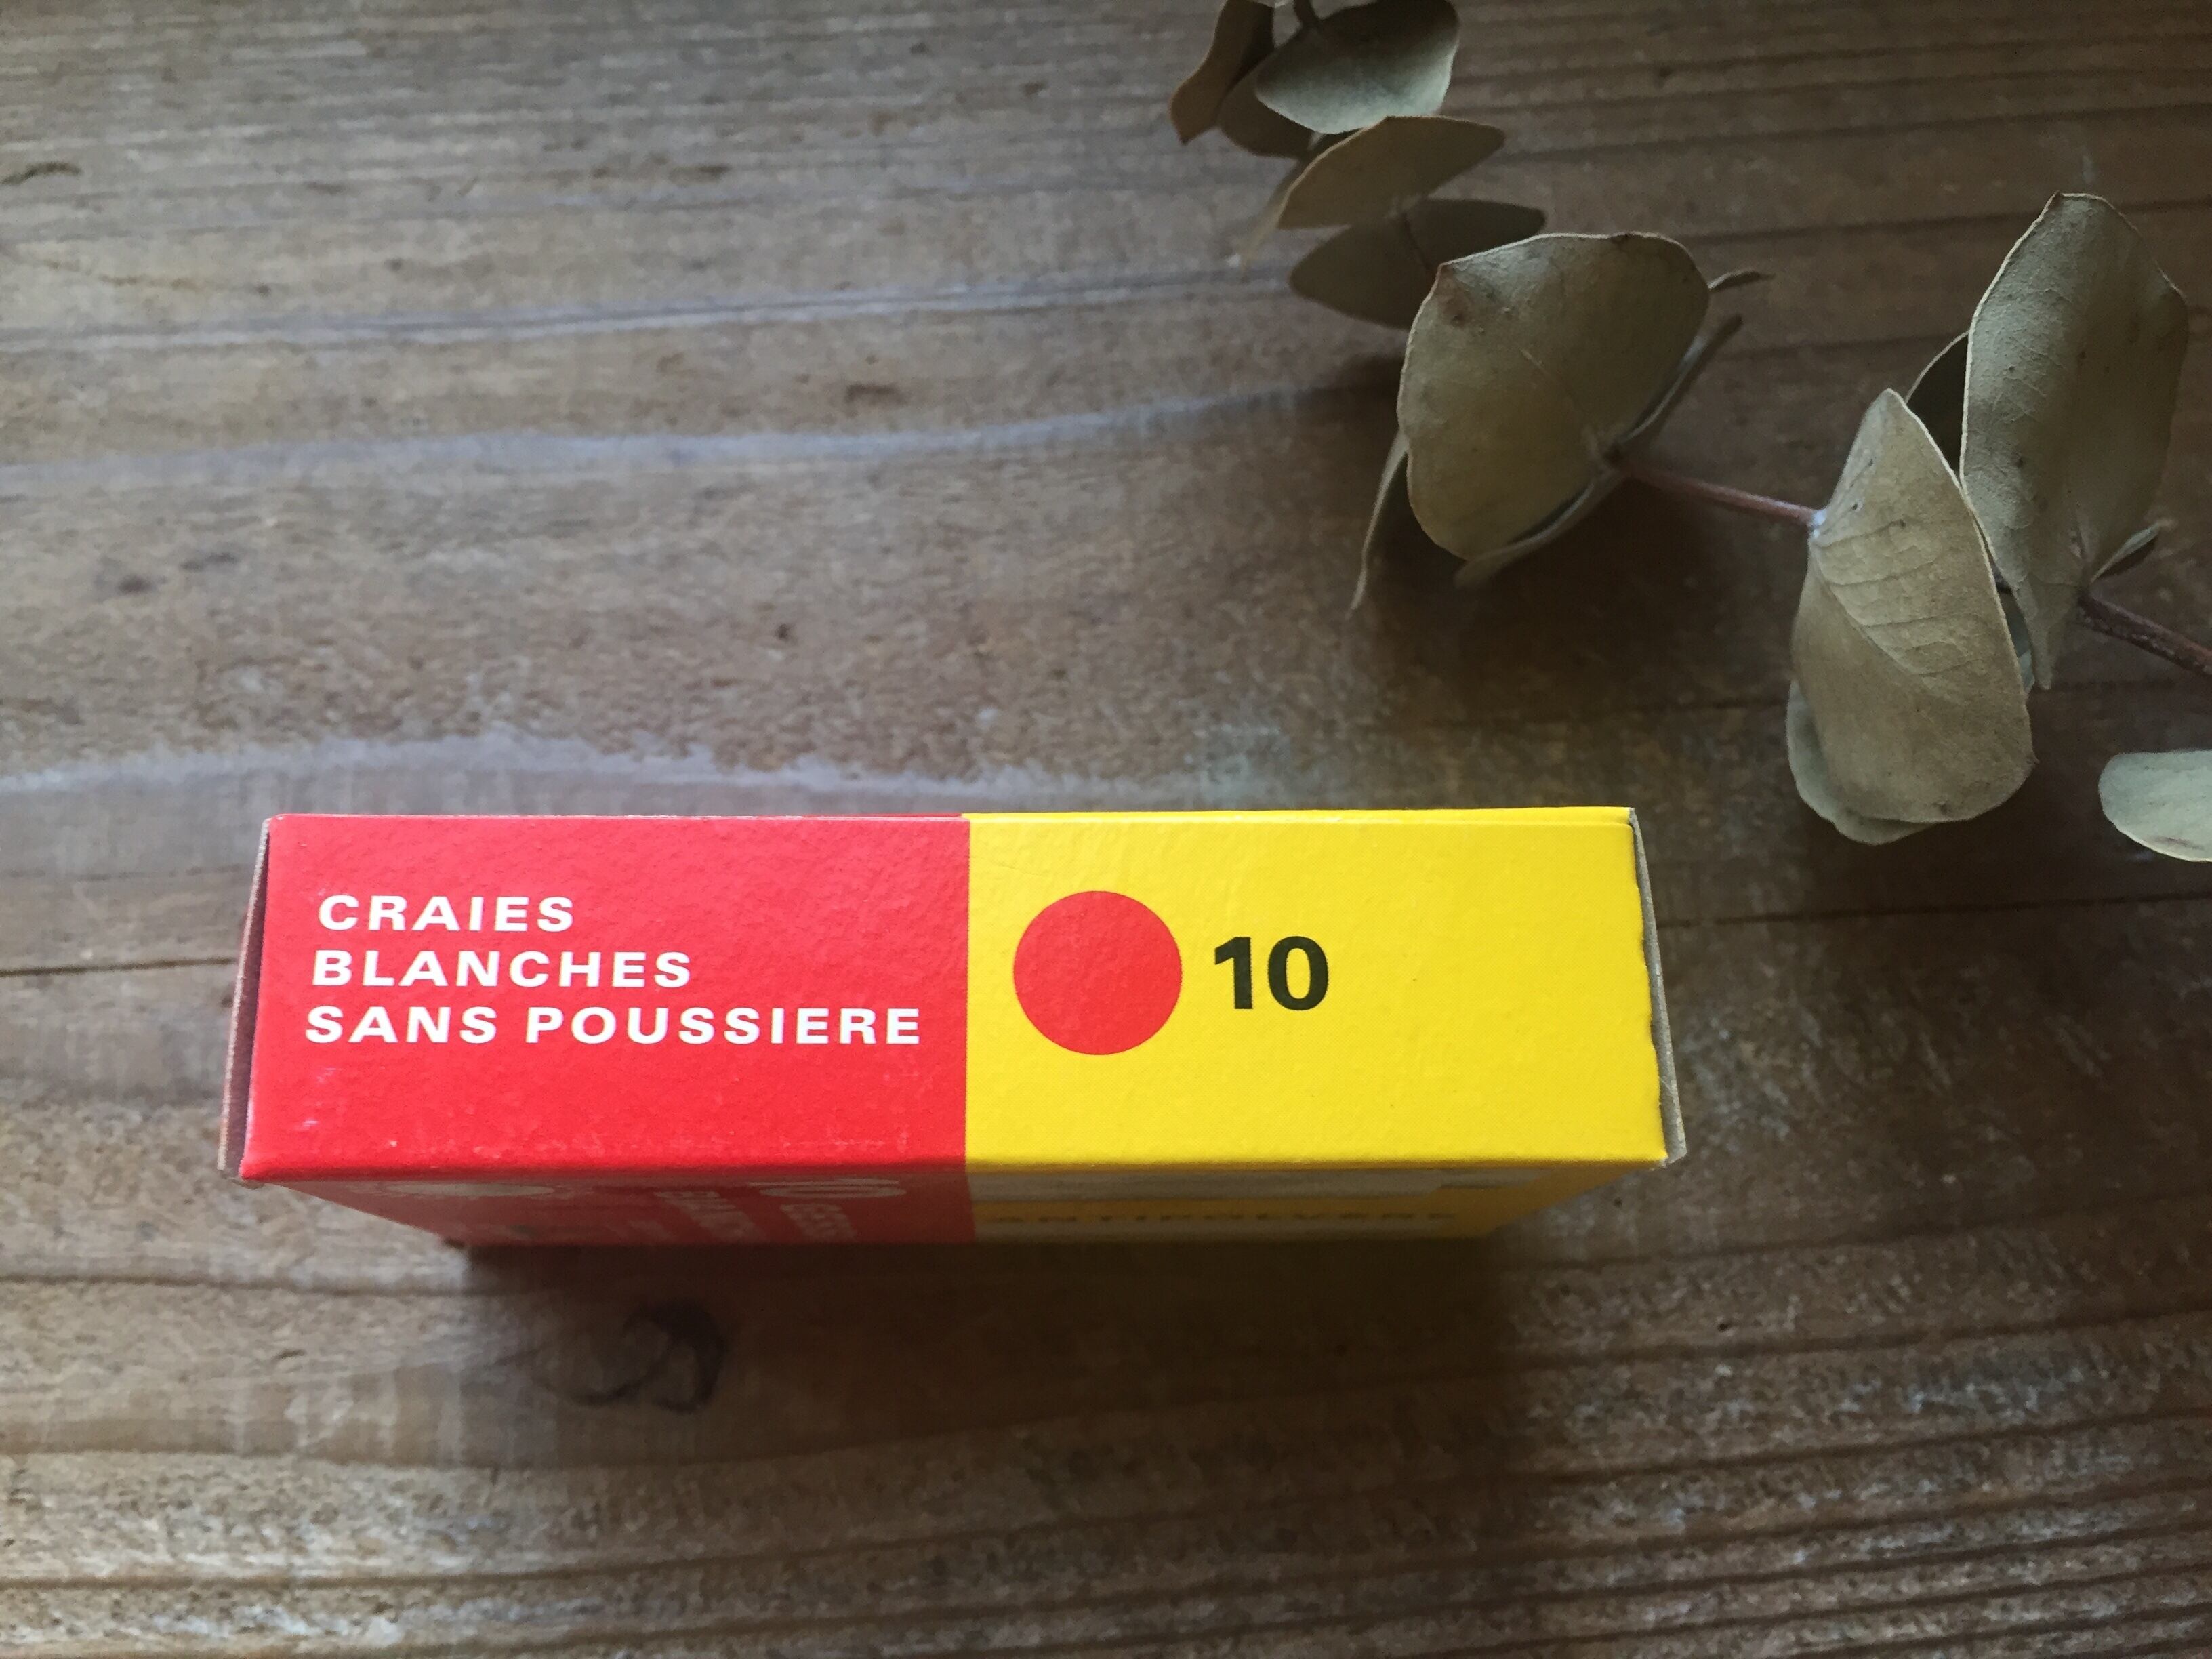 CRAIES
BLANCHES
SANS POUSSIERE
10